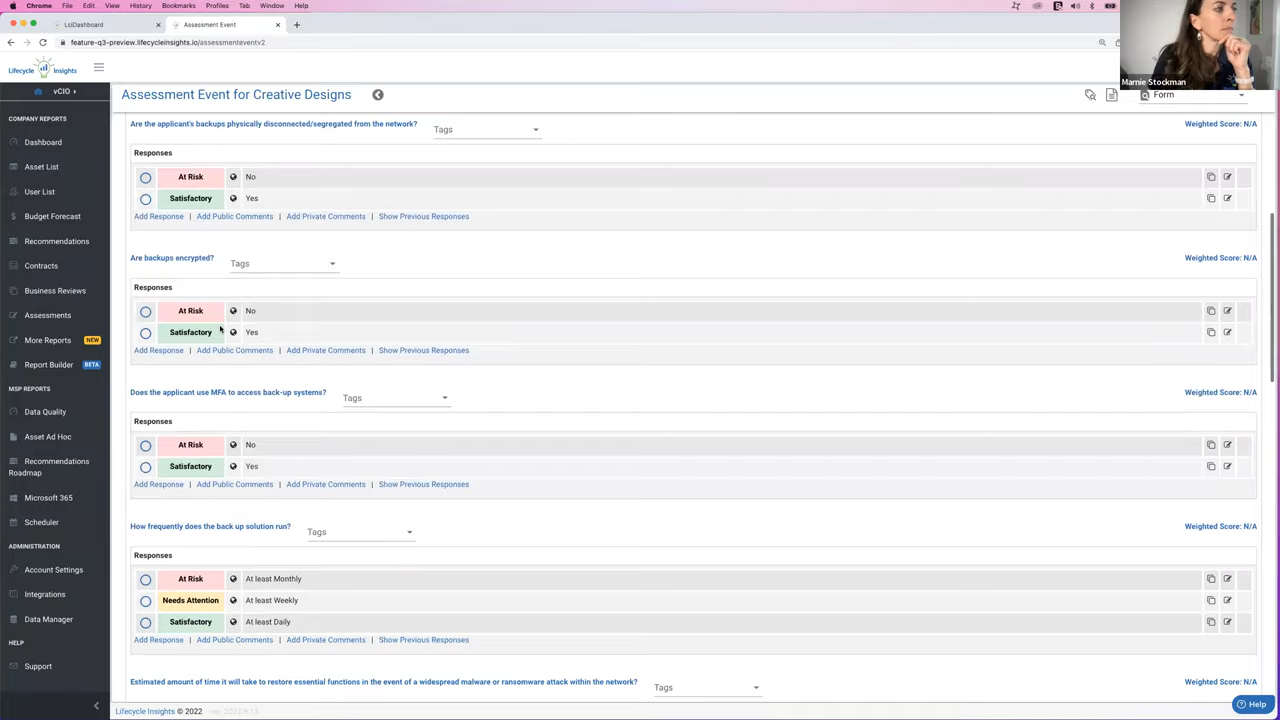 Chrome File Edit View History Bookmarks Profiles Tab Window Help
LciDashboard
Assessment Event
feature-q3-preview.lifecycleinsights.io/assessmenteventv2
Marnie Stockman
Lifecycle Insights
vCIO
Assessment Event for Creative Designs
Form
COMPANY REPORTS
Dashboard
Asset List
User List
Budget Forecast
Recommendations
Contracts
Business Reviews
Assessments
More Reports NEW
Report Builder BETA
MSP REPORTS
Data Quality
Asset Ad Hoc
Recommendations
Roadmap
Microsoft 365
Scheduler
ADMINISTRATION
Account Settings
Integrations
Data Manager
HELP
Support
Are the applicant's backups physically disconnected/segregated from the network? Tags Weighted Score: N/A
Responses
At Risk No
Satisfactory Yes
Add Response | Add Public Comments | Add Private Comments | Show Previous Responses
Are backups encrypted? Tags Weighted Score: N/A
Responses
At Risk No
Satisfactory Yes
Add Response | Add Public Comments | Add Private Comments | Show Previous Responses
Does the applicant use MFA to access back-up systems? Tags Weighted Score: N/A
Responses
At Risk No
Satisfactory Yes
Add Response | Add Public Comments | Add Private Comments | Show Previous Responses
How frequently does the back up solution run? Tags Weighted Score: N/A
Responses
At Risk At least Monthly
Needs Attention At least Weekly
Satisfactory At least Daily
Add Response | Add Public Comments | Add Private Comments | Show Previous Responses
Estimated amount of time it will take to restore essential functions in the event of a widespread malware or ransomware attack within the network? Tags
Lifecycle Insights © 2022 ver 2022.9.13
Help